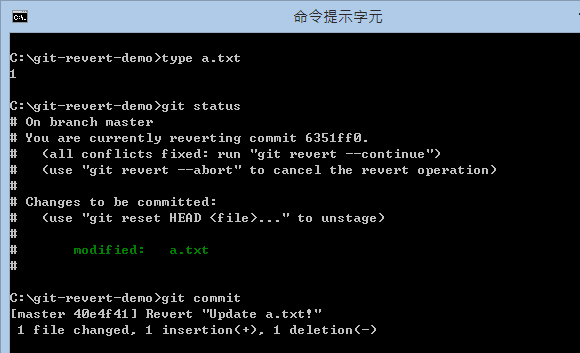 命令提示字元
C:\git-revert-demo>type a.txt
1
C:\git-revert-demo>git status
# On branch master
# You are currently reverting commit 6351ff0.
#   (all conflicts fixed: run "git revert --continue")
#   (use "git revert --abort" to cancel the revert operation)
#
# Changes to be committed:
#   (use "git reset HEAD <file>..." to unstage)
#
#       modified:   a.txt
#
C:\git-revert-demo>git commit
[master 40e4f41] Revert "Update a.txt!"
 1 file changed, 1 insertion(+), 1 deletion(-)